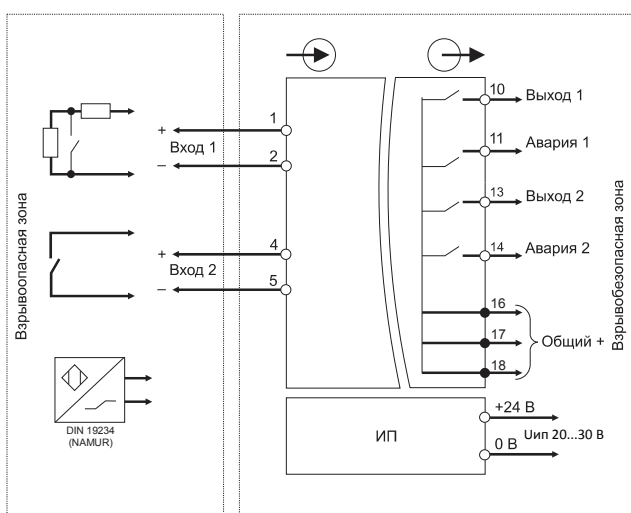 Взрывоопасная зона
+
Вход 1
–
+
Вход 2
–
DIN 19234
(NAMUR)
1
2
4
5
10
Выход 1
11
Авария 1
13
Выход 2
14
Авария 2
16
17
18
Общий +
Взрывобезопасная зона
ИП
+24 В
0 В
Uип 20...30 В